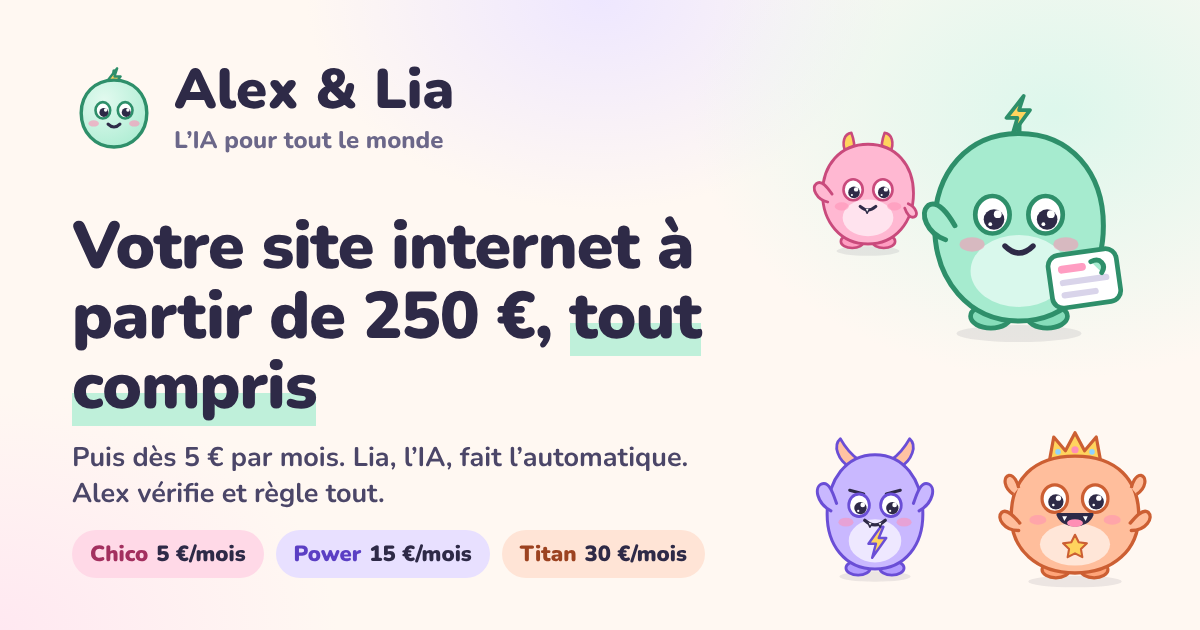 Alex & Lia
L’IA pour tout le monde
Votre site internet à
partir de 250 €, tout
compris
Puis dès 5 € par mois. Lia, l’IA, fait l’automatique.
Alex vérifie et règle tout.
Chico 5 €/mois Power 15 €/mois Titan 30 €/mois